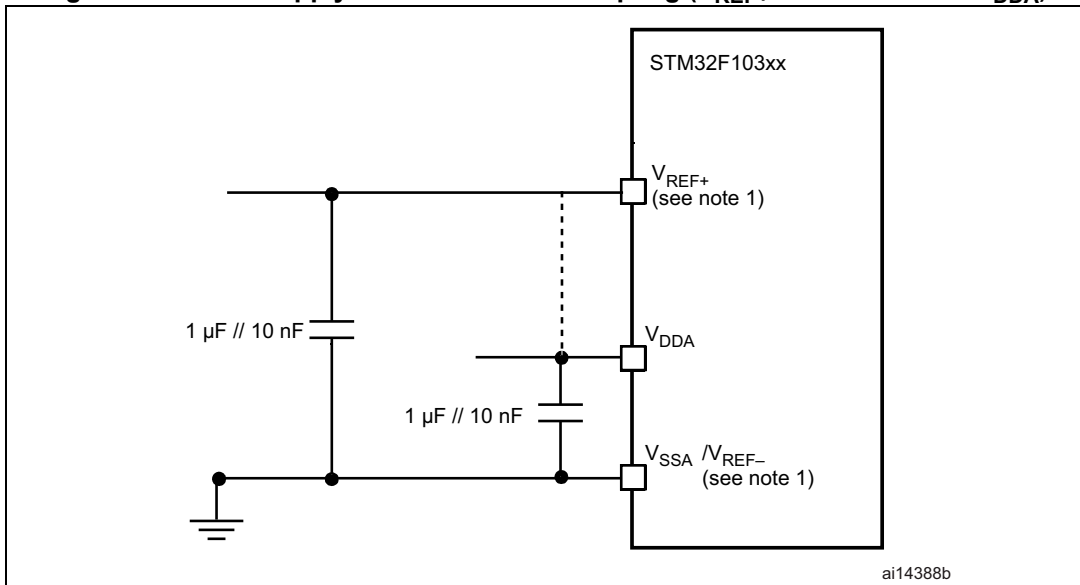 STM32F103xx
VREF+
(see note 1)
1 µF // 10 nF
VDDA
1 µF // 10 nF
VSSA /VREF–
(see note 1)
ai14388b